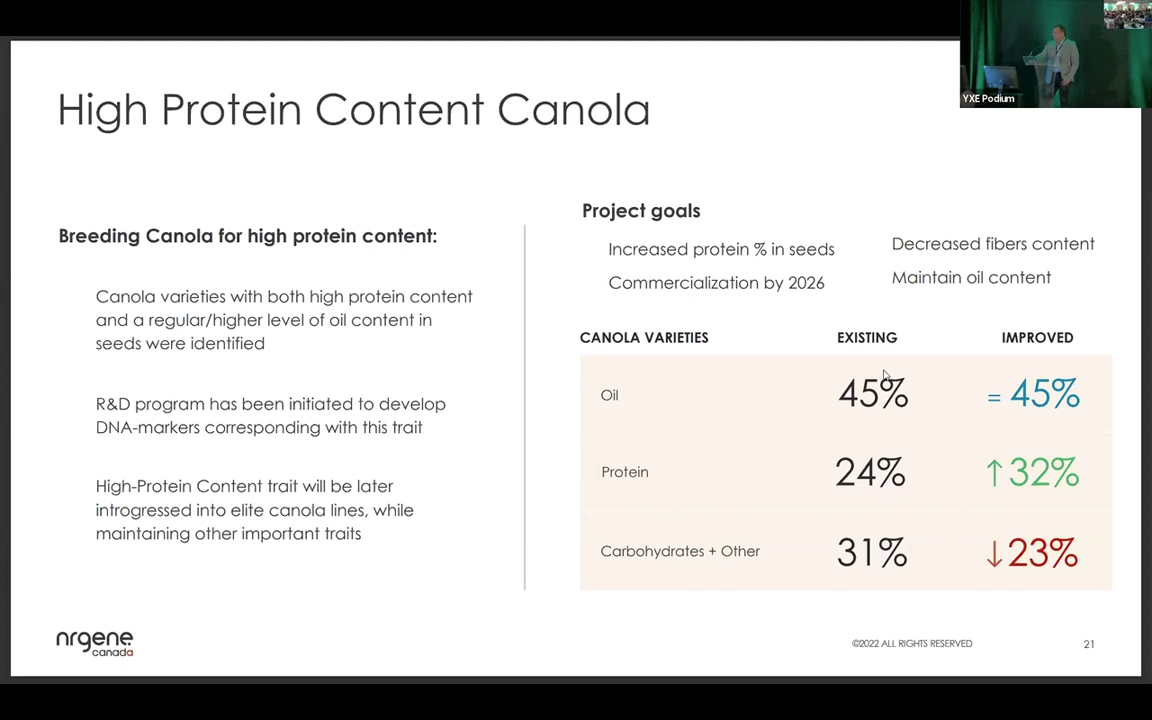 YXE Podium
High Protein Content Canola
Breeding Canola for high protein content:
Canola varieties with both high protein content
and a regular/higher level of oil content in
seeds were identified
R&D program has been initiated to develop
DNA-markers corresponding with this trait
High-Protein Content trait will be later
introgressed into elite canola lines, while
maintaining other important traits
Project goals
Increased protein % in seeds
Commercialization by 2026
Decreased fibers content
Maintain oil content
CANOLA VARIETIES EXISTING IMPROVED
Oil 45% = 45%
Protein 24% ↑32%
Carbohydrates + Other 31% ↓23%
nrgene
canada
©2022 ALL RIGHTS RESERVED
21